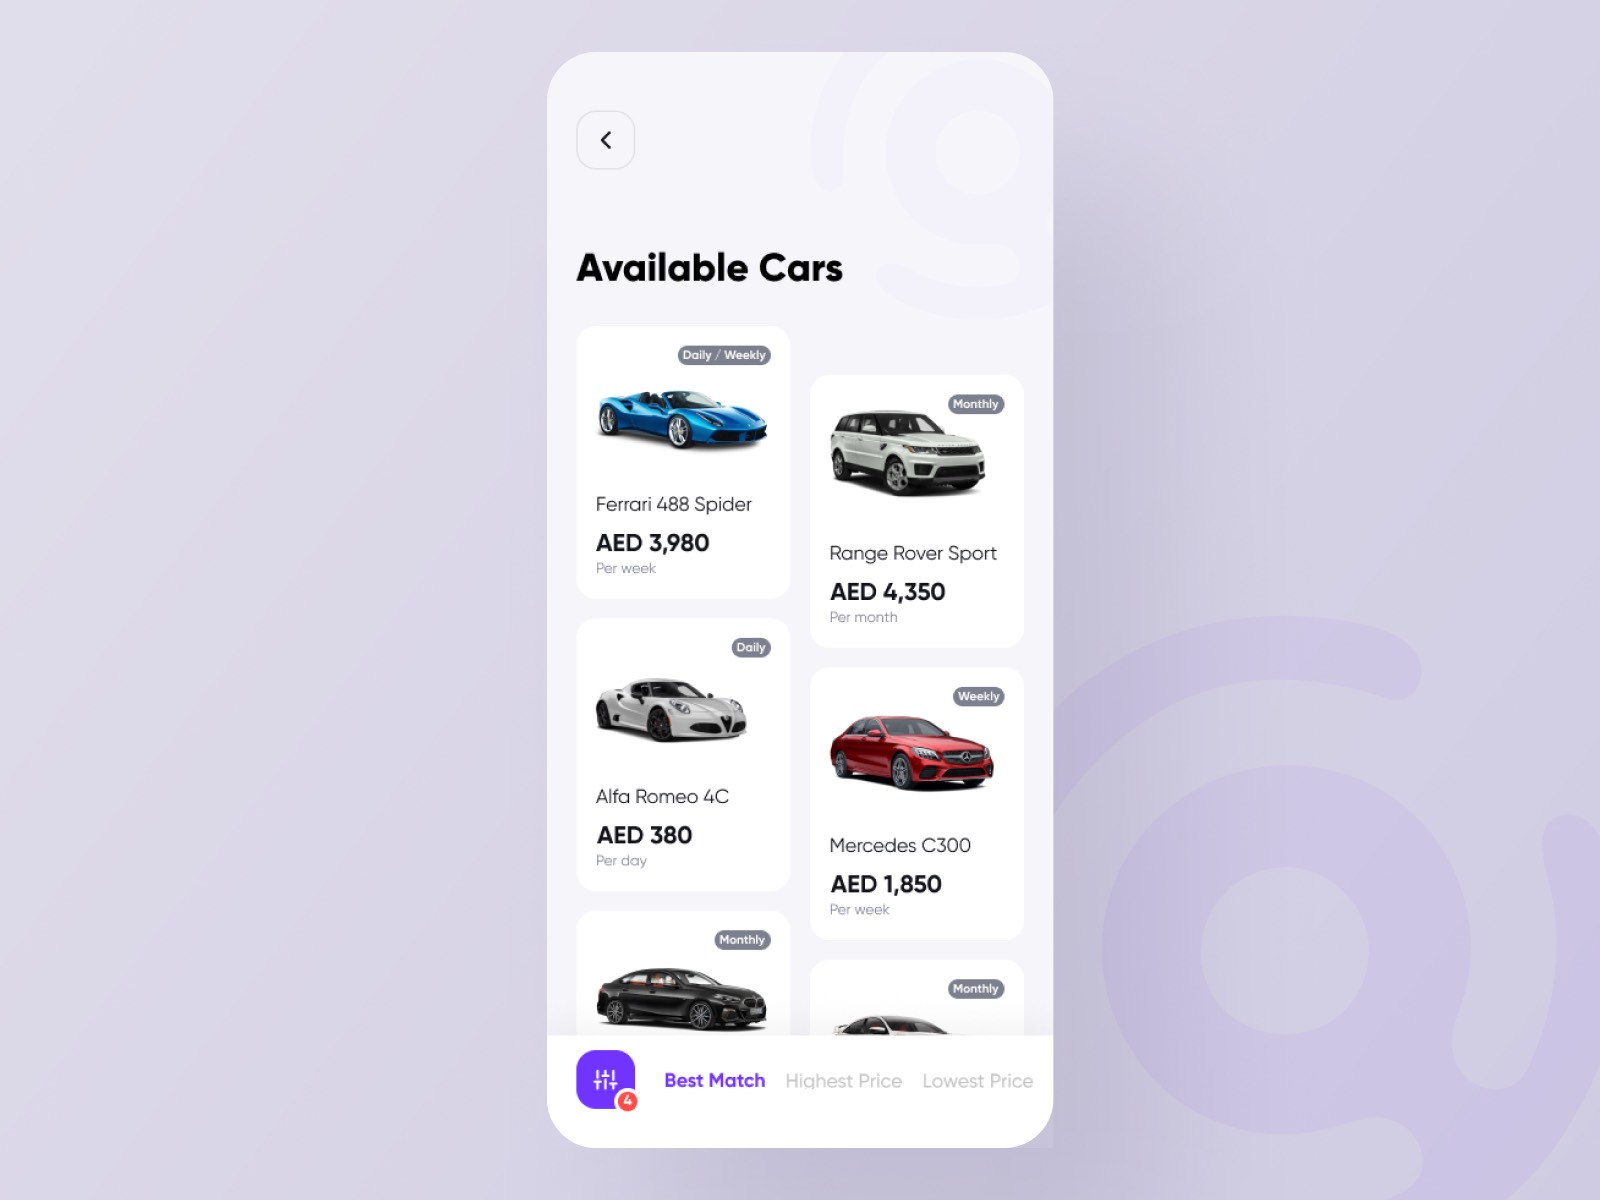 Available Cars
Daily / Weekly
Ferrari 488 Spider
AED 3,980
Per week
Monthly
Range Rover Sport
AED 4,350
Per month
Daily
Alfa Romeo 4C
AED 380
Per day
Weekly
Mercedes C300
AED 1,850
Per week
Monthly
Monthly
4
Best Match
Highest Price
Lowest Price